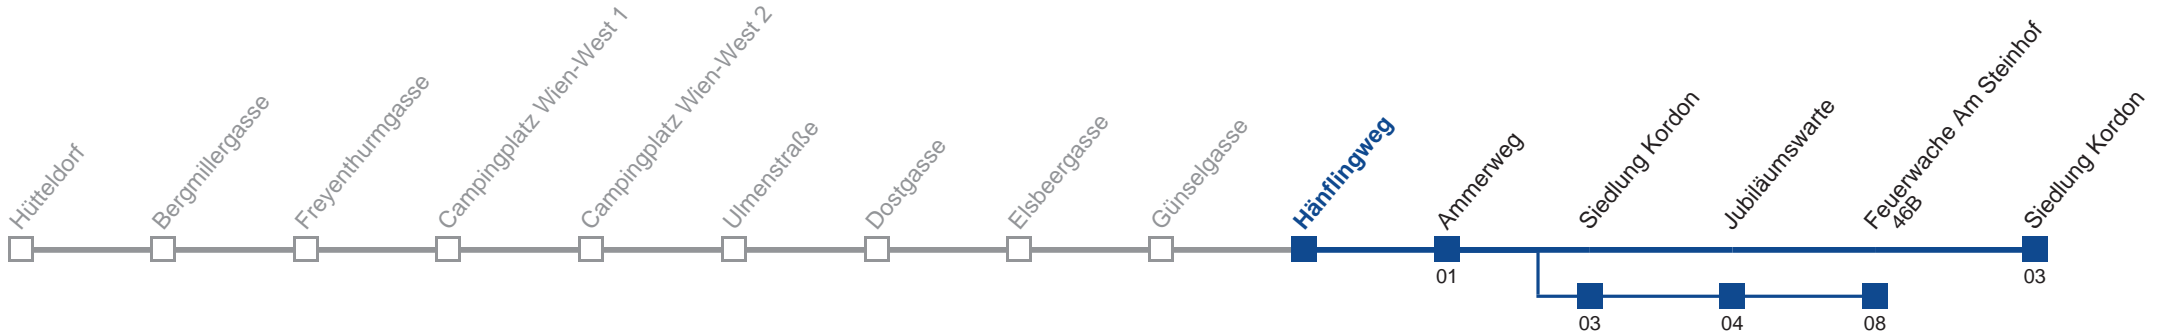 Hütteldorf
Bergmillergasse
Freyenthurmgasse
Campingplatz Wien-West 1
Campingplatz Wien-West 2
Ulmenstraße
Dostgasse
Elsbeergasse
Günselgasse
Hänflingweg
Ammerweg
Siedlung Kordon
Jubiläumswarte
Feuerwache Am Steinhof
46B
Siedlung Kordon
01
03
03
04
08